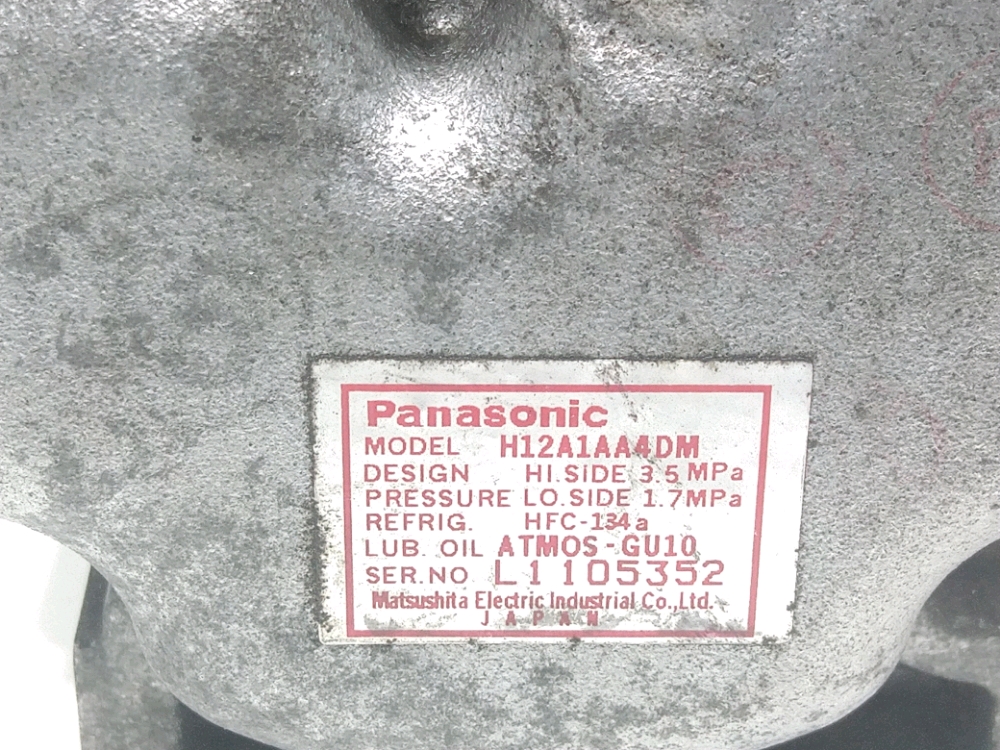 Panasonic
MODEL H12A1AA4DM
DESIGN HI.SIDE 3.5 MPa
PRESSURE LO.SIDE 1.7MPa
REFRIG. HFC-134a
LUB. OIL ATMOS-GU10
SER.NO L1105352
Matsushita Electric Industrial Co.,Ltd.
JAPAN